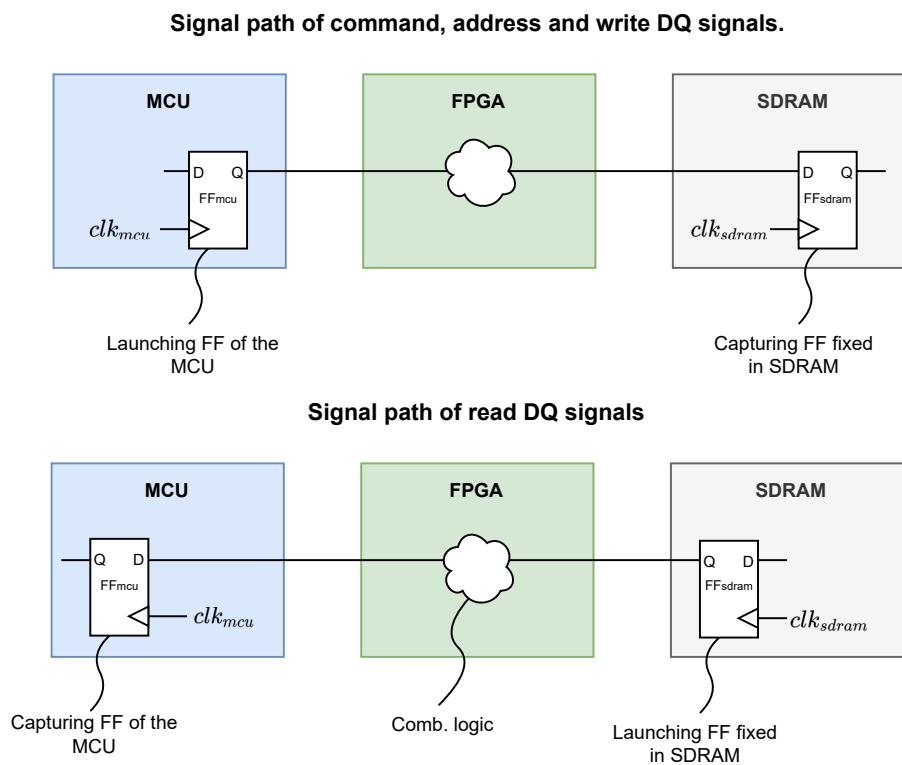 Signal path of command, address and write DQ signals.
MCU
FPGA
SDRAM
D Q
FFmcu
clkmcu
D Q
FFsdram
clksdram
Launching FF of the
MCU
Capturing FF fixed
in SDRAM
Signal path of read DQ signals
MCU
FPGA
SDRAM
Q D
FFmcu
clkmcu
Q D
FFsdram
clksdram
Capturing FF of the
MCU
Comb. logic
Launching FF fixed
in SDRAM